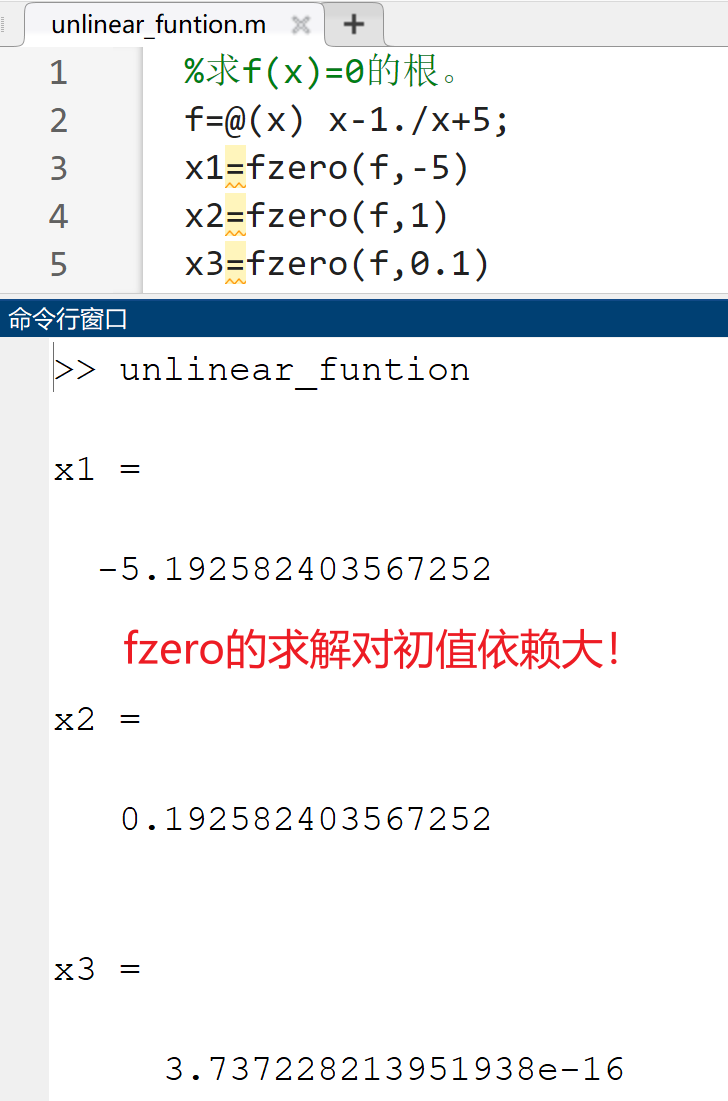 unlinear_funtion.m
1 %求f(x)=0的根。
2 f=@(x) x-1./x+5;
3 x1=fzero(f,-5)
4 x2=fzero(f,1)
5 x3=fzero(f,0.1)
命令行窗口
>> unlinear_funtion
x1 =
-5.192582403567252
fzero的求解对初值依赖大!
x2 =
0.192582403567252
x3 =
3.737228213951938e-16